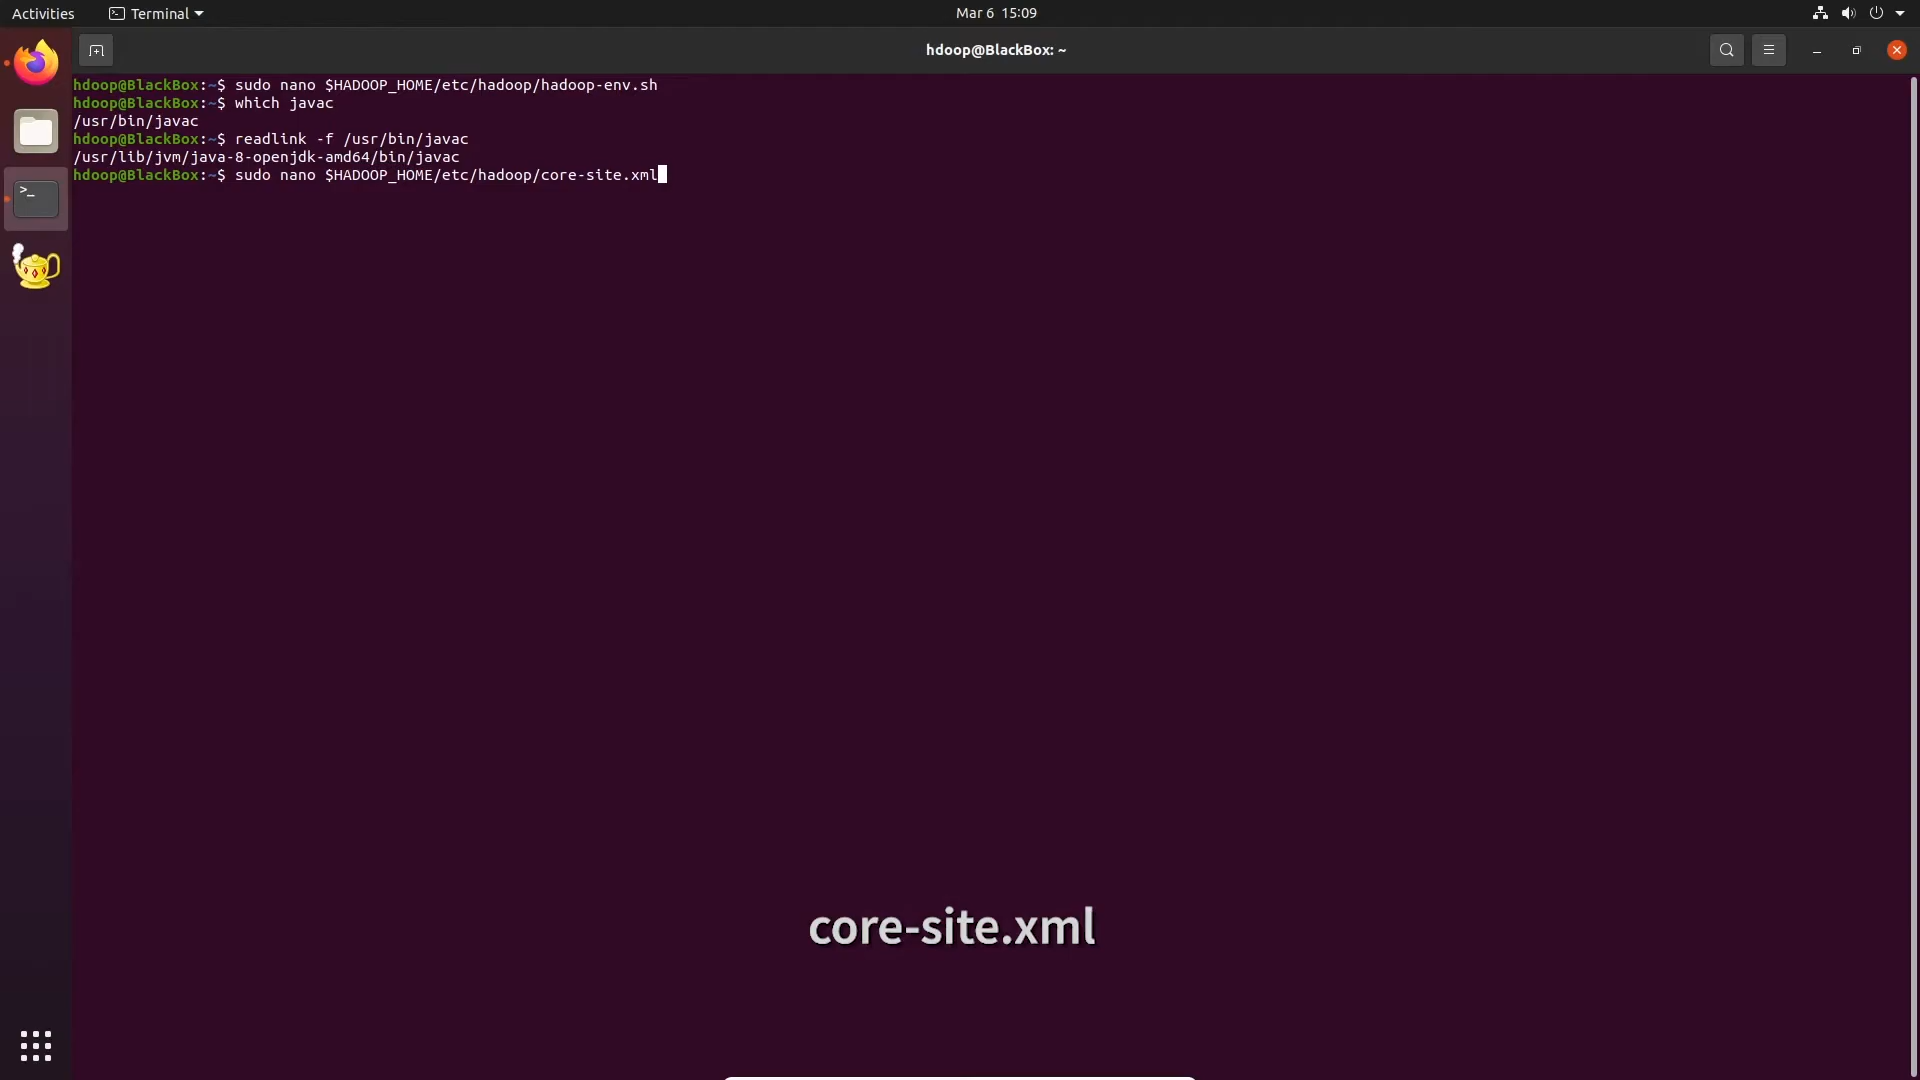 Activities
Terminal
Mar 6 15:09
hdoop@BlackBox: ~
hdoop@BlackBox:~$ sudo nano $HADOOP_HOME/etc/hadoop/hadoop-env.sh
hdoop@BlackBox:~$ which javac
/usr/bin/javac
hdoop@BlackBox:~$ readlink -f /usr/bin/javac
/usr/lib/jvm/java-8-openjdk-amd64/bin/javac
hdoop@BlackBox:~$ sudo nano $HADOOP_HOME/etc/hadoop/core-site.xml
core-site.xml